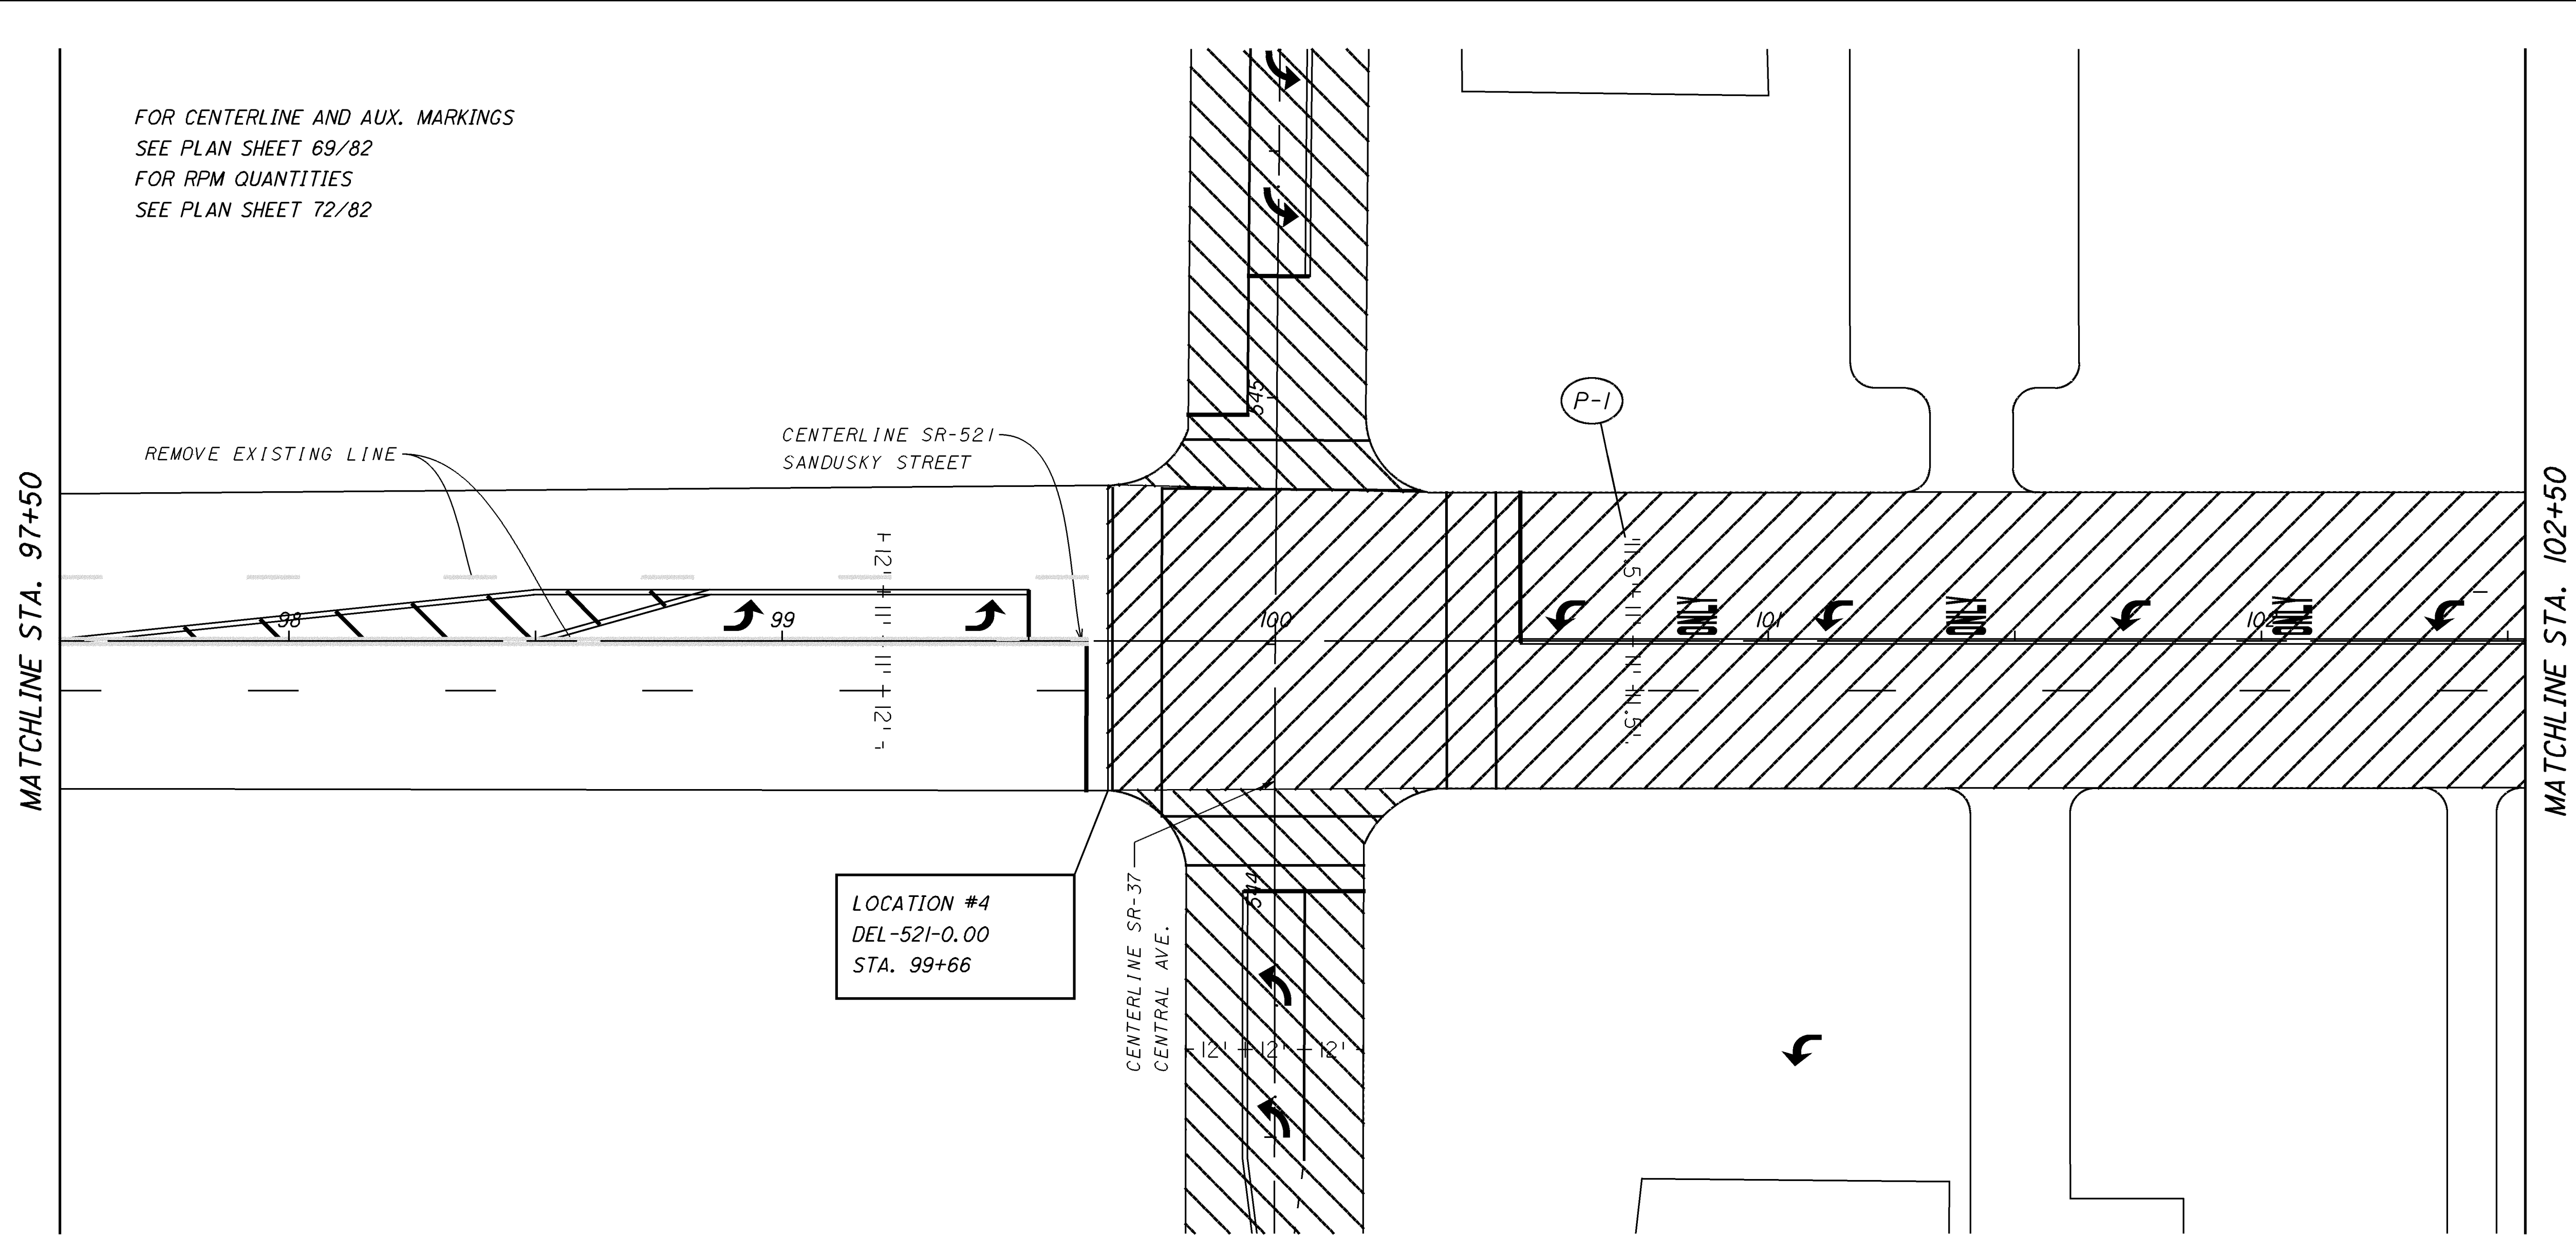 FOR CENTERLINE AND AUX. MARKINGS
SEE PLAN SHEET 69/82
FOR RPM QUANTITIES
SEE PLAN SHEET 72/82
REMOVE EXISTING LINE
CENTERLINE SR-521
SANDUSKY STREET
P-1
545
MATCHLINE STA. 97+50
MATCHLINE STA. 102+50
12'
11'
11'
12'
11.5'
11'
11'
11.5'
98
99
100
101
102
ONLY
ONLY
ONLY
LOCATION #4
DEL-521-0.00
STA. 99+66
CENTERLINE SR-37
CENTRAL AVE.
544
12'
12'
12'